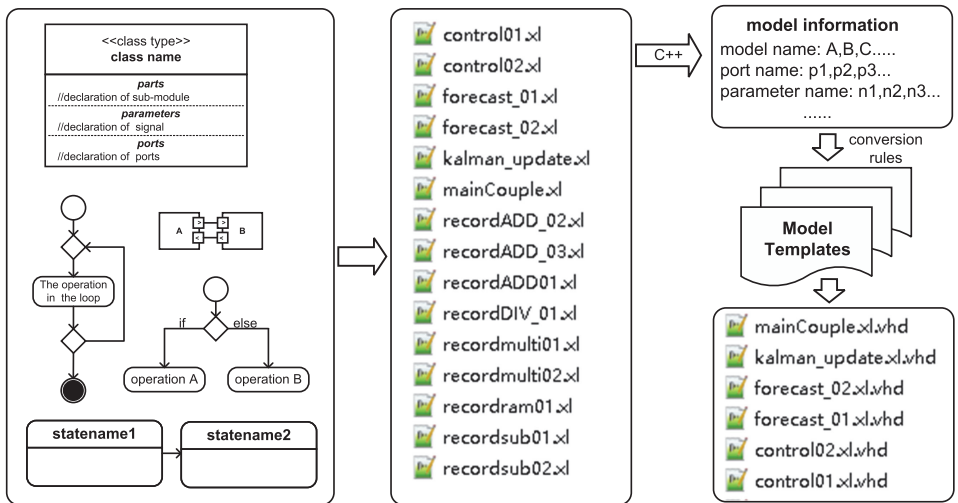 <<class type>>
class name
parts
//declaration of sub-module
parameters
//declaration of signal
ports
//declaration of ports
A
>
>
<
<
B
The operation
in the loop
if
else
operation A
operation B
statename1
statename2
control01.xl
control02.xl
forecast_01.xl
forecast_02.xl
kalman_update.xl
mainCouple.xl
recordADD_02.xl
recordADD_03.xl
recordADD01.xl
recordDIV_01.xl
recordmulti01.xl
recordmulti02.xl
recordram01.xl
recordsub01.xl
recordsub02.xl
C++
model information
model name: A,B,C.....
port name: p1,p2,p3...
parameter name: n1,n2,n3...
......
conversion
rules
Model
Templates
mainCouple.xl.vhd
kalman_update.xl.vhd
forecast_02.xl.vhd
forecast_01.xl.vhd
control02.xl.vhd
control01.xl.vhd